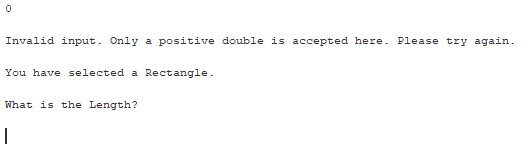 0
Invalid input. Only a positive double is accepted here. Please try again.
You have selected a Rectangle.
What is the Length?